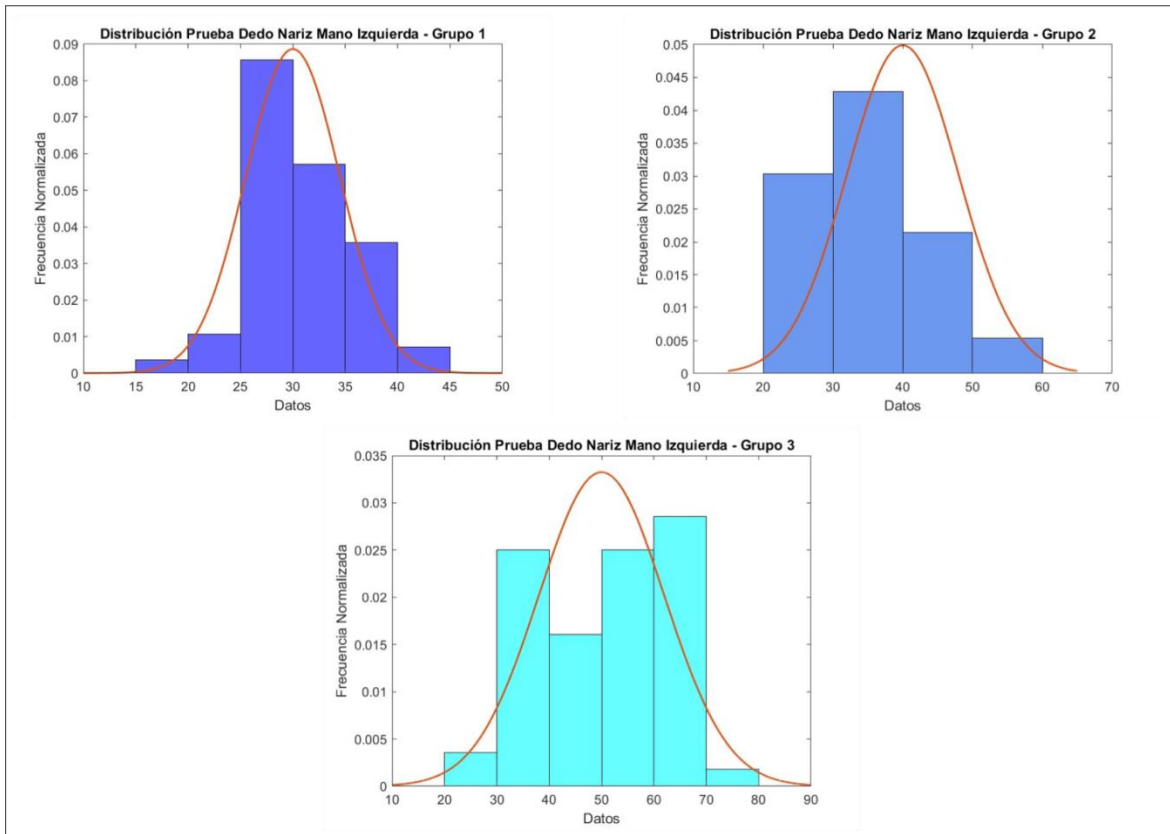 Distribución Prueba Dedo Nariz Mano Izquierda - Grupo 1
0.09
0.08
0.07
0.06
0.05
0.04
0.03
0.02
0.01
0
Frecuencia Normalizada
10 15 20 25 30 35 40 45 50
Datos
Distribución Prueba Dedo Nariz Mano Izquierda - Grupo 2
0.05
0.045
0.04
0.035
0.03
0.025
0.02
0.015
0.01
0.005
0
Frecuencia Normalizada
10 20 30 40 50 60 70
Datos
Distribución Prueba Dedo Nariz Mano Izquierda - Grupo 3
0.035
0.03
0.025
0.02
0.015
0.01
0.005
0
Frecuencia Normalizada
10 20 30 40 50 60 70 80 90
Datos